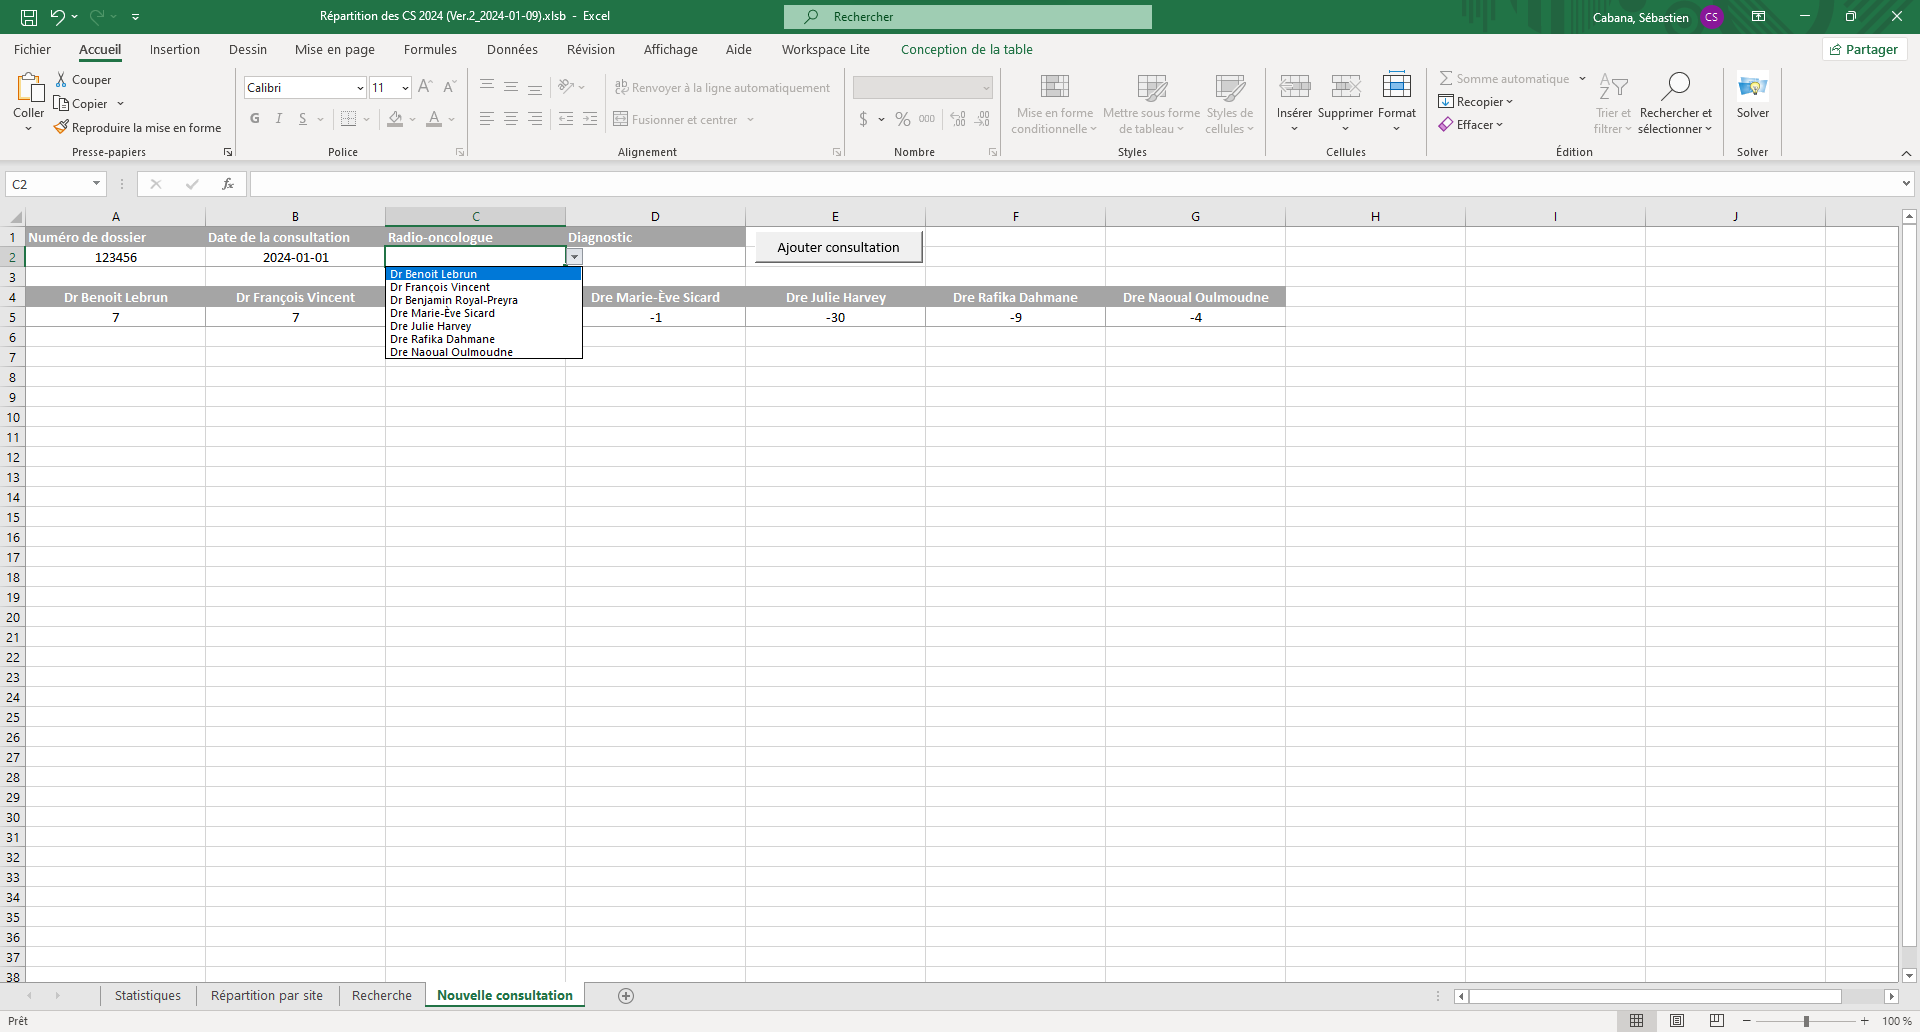 Répartition des CS 2024 (Ver.2_2024-01-09).xlsb - Excel
Rechercher
Cabana, Sébastien
CS
Fichier
Accueil
Insertion
Dessin
Mise en page
Formules
Données
Révision
Affichage
Aide
Workspace Lite
Conception de la table
Partager
Coller
Couper
Copier
Reproduire la mise en forme
Presse-papiers
Calibri
11
G I S
Police
Renvoyer à la ligne automatiquement
Fusionner et centrer
Alignement
$ % 000
Nombre
Mise en forme
conditionnelle
Mettre sous forme
de tableau
Styles de
cellules
Styles
Insérer
Supprimer
Format
Cellules
Somme automatique
Recopier
Effacer
Trier et
filtrer
Rechercher et
sélectionner
Édition
Solver
Solver
C2
fx
A B C D E F G H I J
1 Numéro de dossier Date de la consultation Radio-oncologue Diagnostic
Ajouter consultation
2 123456 2024-01-01
Dr Benoit Lebrun
Dr François Vincent
Dr Benjamin Royal-Preyra
Dre Marie-Ève Sicard
Dre Julie Harvey
Dre Rafika Dahmane
Dre Naoual Oulmoudne
3
4 Dr Benoit Lebrun Dr François Vincent Dre Marie-Ève Sicard Dre Julie Harvey Dre Rafika Dahmane Dre Naoual Oulmoudne
5 7 7 -1 -30 -9 -4
6
7
8
9
10
11
12
13
14
15
16
17
18
19
20
21
22
23
24
25
26
27
28
29
30
31
32
33
34
35
36
37
38
Statistiques
Répartition par site
Recherche
Nouvelle consultation
Prêt
100 %